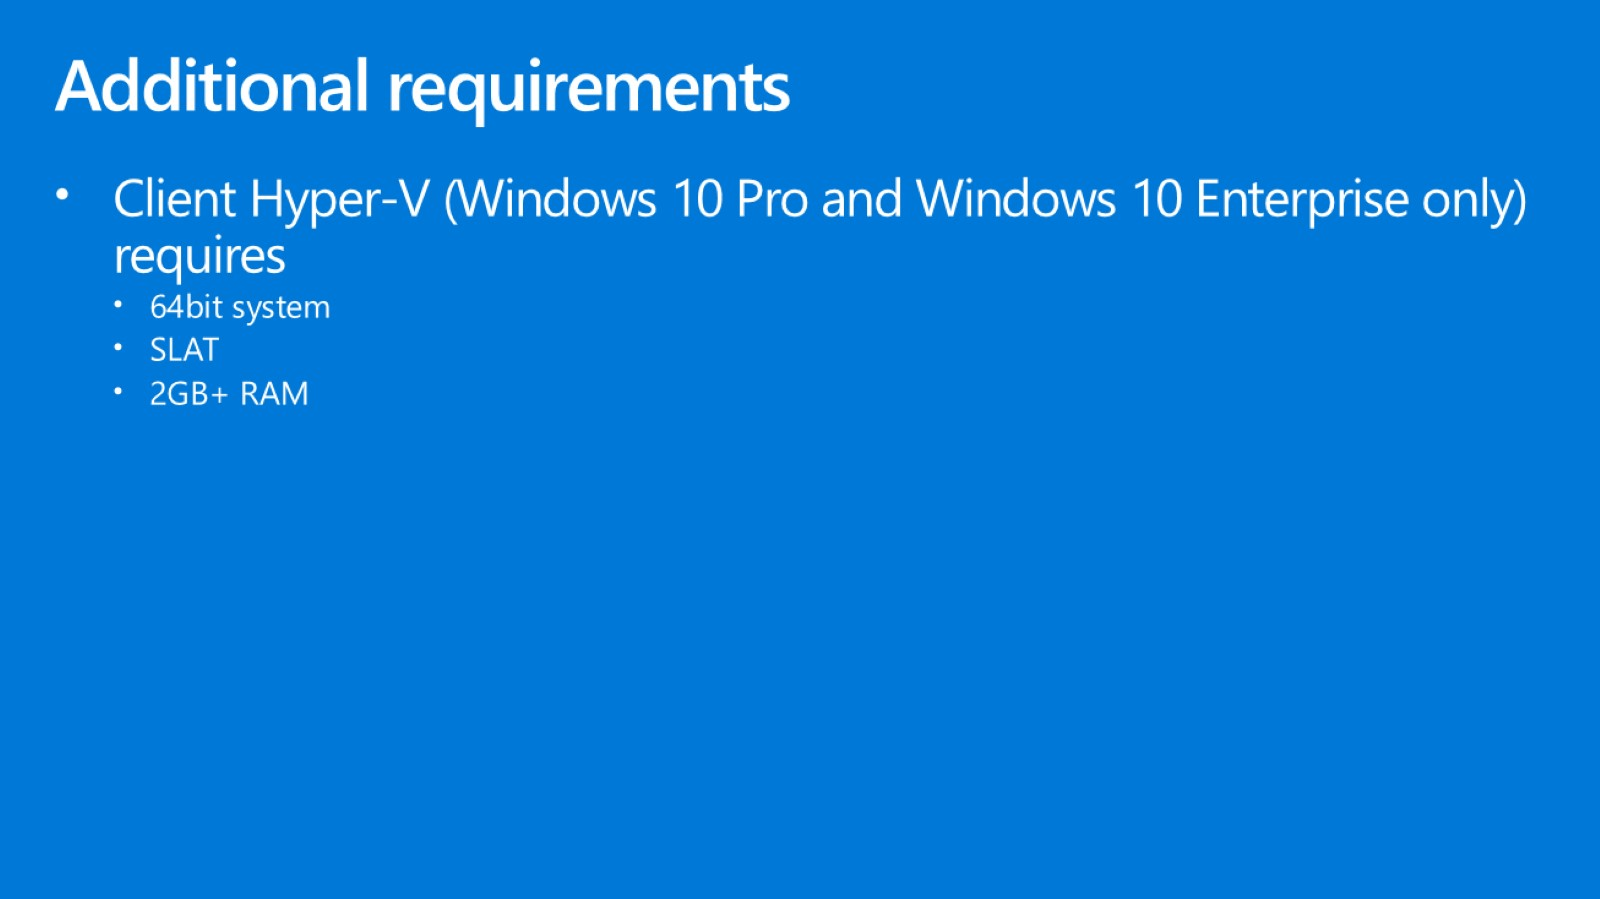 Additional requirements
• Client Hyper-V (Windows 10 Pro and Windows 10 Enterprise only)
requires
• 64bit system
• SLAT
• 2GB+ RAM